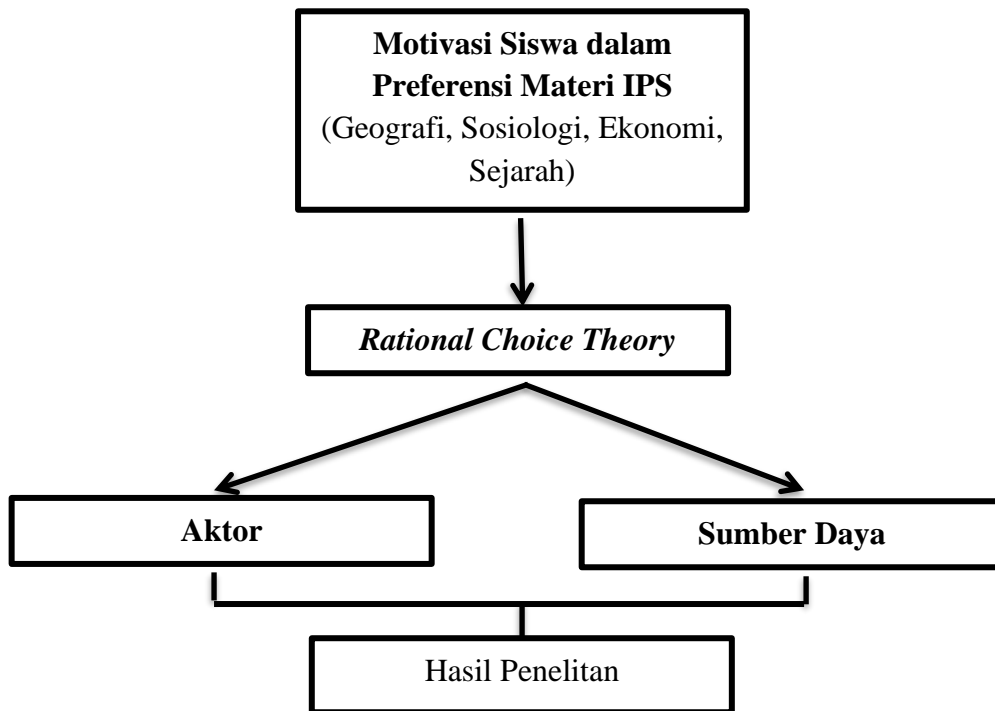 Motivasi Siswa dalam
Preferensi Materi IPS
(Geografi, Sosiologi, Ekonomi,
Sejarah)
Rational Choice Theory
Aktor
Sumber Daya
Hasil Penelitan